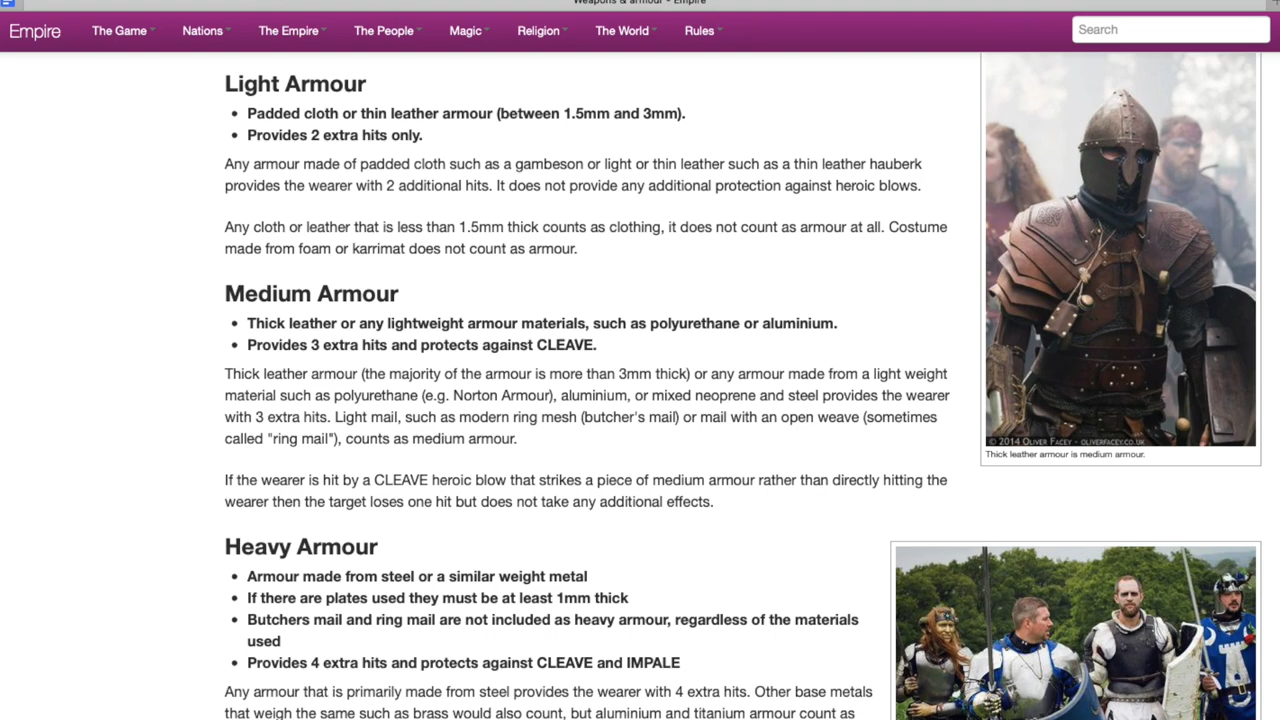 Weapons & armour - Empire
Empire
The Game
Nations
The Empire
The People
Magic
Religion
The World
Rules
Search
Light Armour
• Padded cloth or thin leather armour (between 1.5mm and 3mm).
• Provides 2 extra hits only.
Any armour made of padded cloth such as a gambeson or light or thin leather such as a thin leather hauberk
provides the wearer with 2 additional hits. It does not provide any additional protection against heroic blows.
Any cloth or leather that is less than 1.5mm thick counts as clothing, it does not count as armour at all. Costume
made from foam or karrimat does not count as armour.
Medium Armour
• Thick leather or any lightweight armour materials, such as polyurethane or aluminium.
• Provides 3 extra hits and protects against CLEAVE.
Thick leather armour (the majority of the armour is more than 3mm thick) or any armour made from a light weight
material such as polyurethane (e.g. Norton Armour), aluminium, or mixed neoprene and steel provides the wearer
with 3 extra hits. Light mail, such as modern ring mesh (butcher's mail) or mail with an open weave (sometimes
called "ring mail"), counts as medium armour.
If the wearer is hit by a CLEAVE heroic blow that strikes a piece of medium armour rather than directly hitting the
wearer then the target loses one hit but does not take any additional effects.
© 2014 Oliver Facey - oliverfacey.co.uk
Thick leather armour is medium armour.
Heavy Armour
• Armour made from steel or a similar weight metal
• If there are plates used they must be at least 1mm thick
• Butchers mail and ring mail are not included as heavy armour, regardless of the materials
used
• Provides 4 extra hits and protects against CLEAVE and IMPALE
Any armour that is primarily made from steel provides the wearer with 4 extra hits. Other base metals
that weigh the same such as brass would also count, but aluminium and titanium armour count as